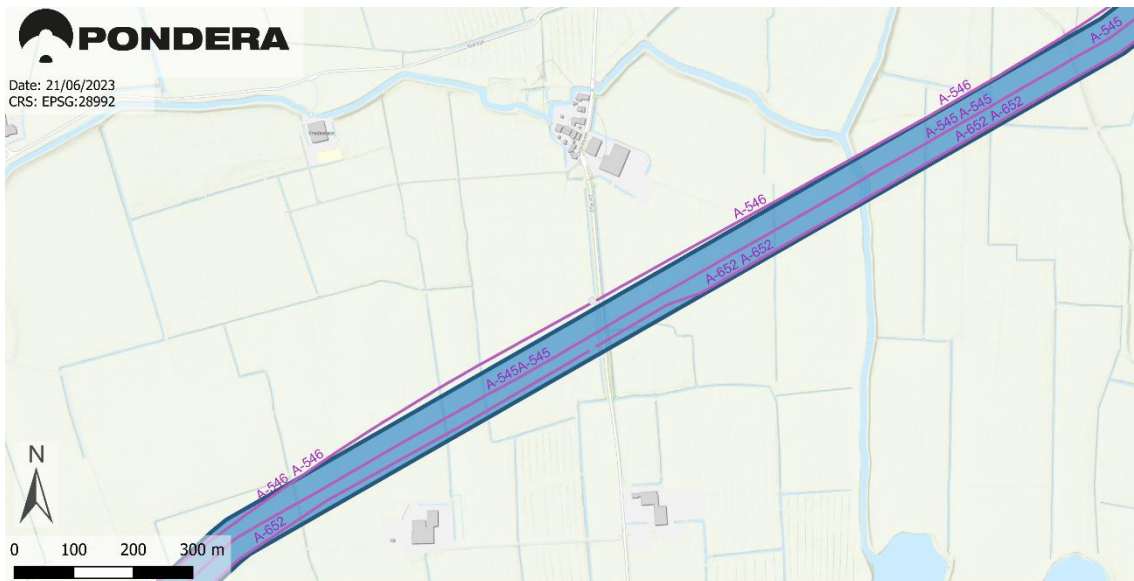 PONDERA
Date: 21/06/2023
CRS: EPSG:28992
A-545
A-546
A-545 A-545
A-652 A-652
A-546
A-652 A-652
A-545A-545
A-546 A-546
A-652
N
0 100 200 300 m